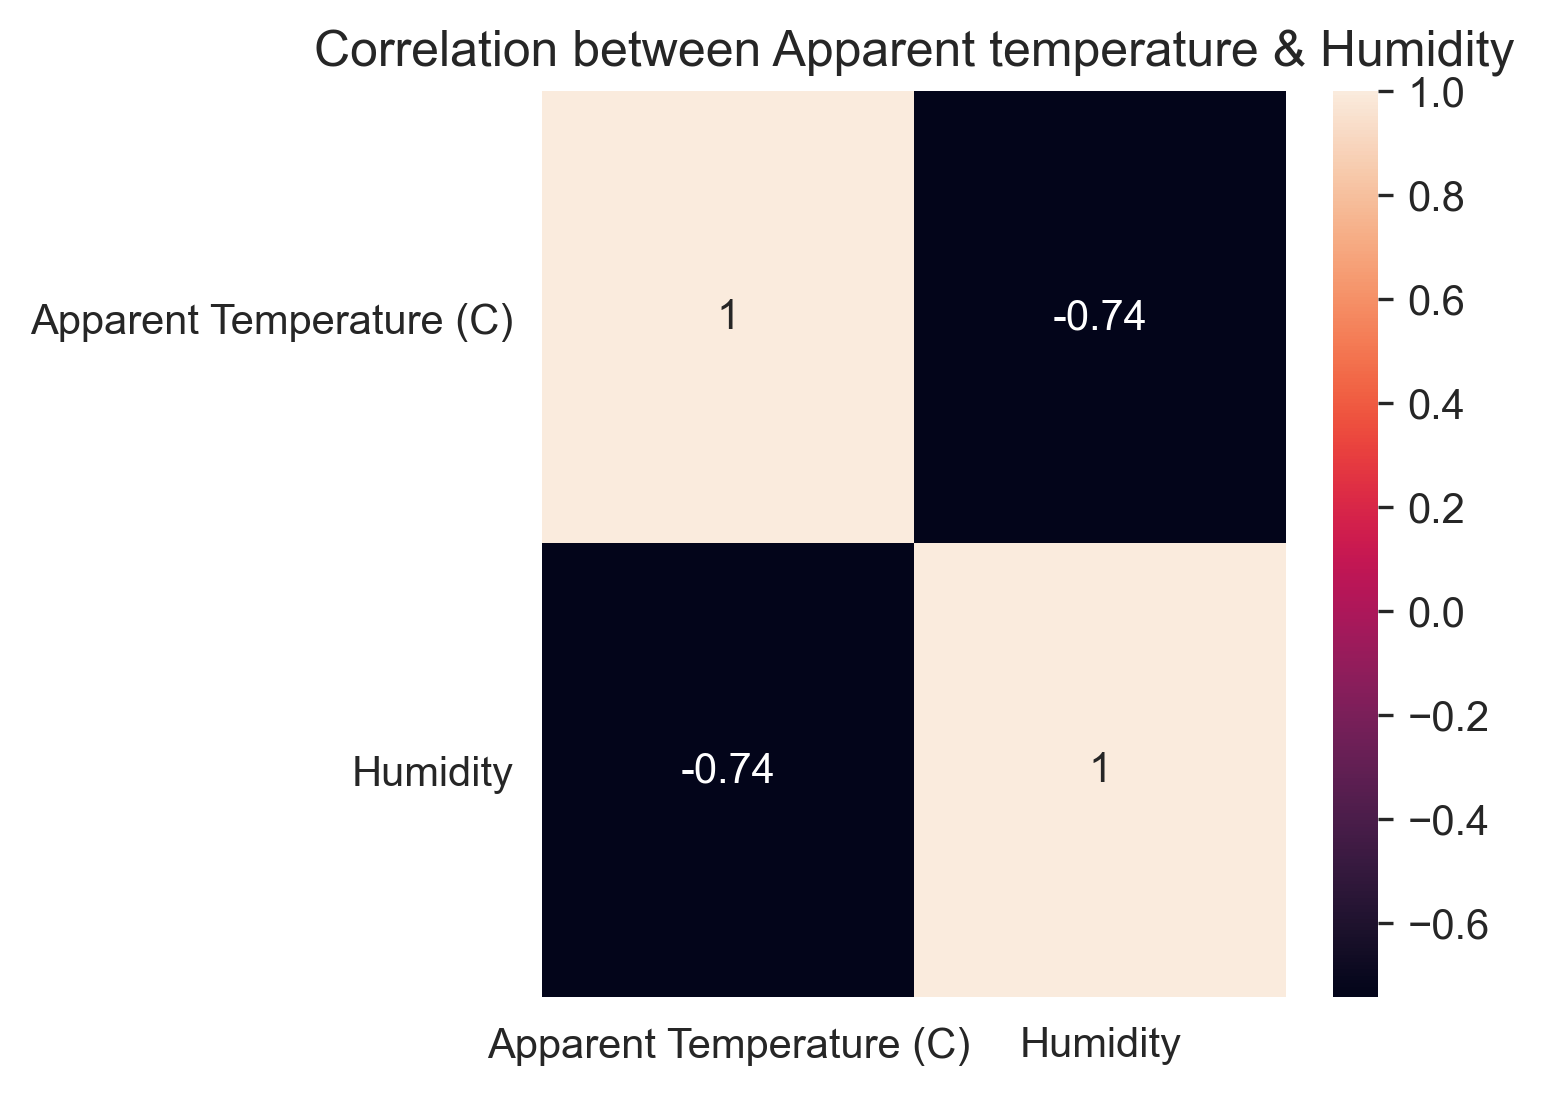 Correlation between Apparent temperature & Humidity
Apparent Temperature (C)
Humidity
1
-0.74
-0.74
1
Apparent Temperature (C)
Humidity
1.0
0.8
0.6
0.4
0.2
0.0
−0.2
−0.4
−0.6